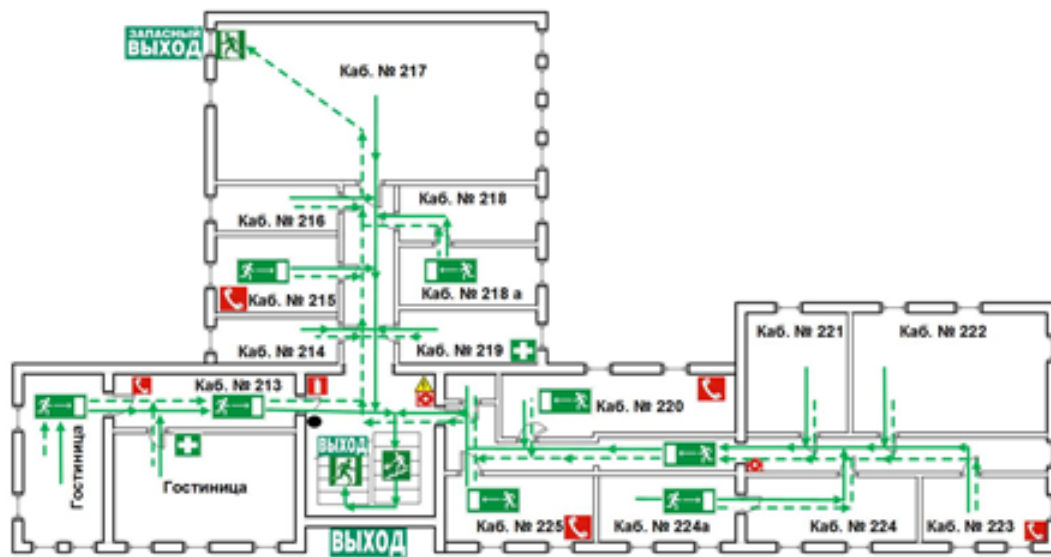 ЗАПАСНЫЙ
ВЫХОД
Каб. № 217
Каб. № 216
Каб. № 218
Каб. № 215
Каб. № 218 а
Каб. № 214
Каб. № 219
Каб. № 221
Каб. № 222
Каб. № 213
Каб. № 220
Гостиница
Гостиница
ВЫХОД
Каб. № 225
Каб. № 224а
Каб. № 224
Каб. № 223
ВЫХОД